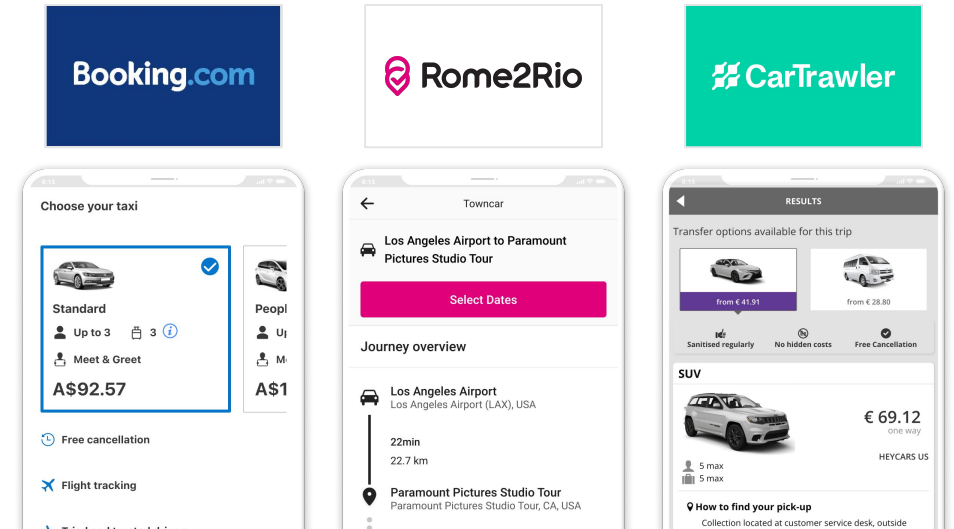 Booking.com
Rome2Rio
CarTrawler
Choose your taxi
Standard
Up to 3
3
Meet & Greet
A$92.57
Free cancellation
Flight tracking
Towncar
Los Angeles Airport to Paramount
Pictures Studio Tour
Select Dates
Journey overview
Los Angeles Airport
Los Angeles Airport (LAX), USA
22min
22.7 km
Paramount Pictures Studio Tour
Paramount Pictures Studio Tour, CA, USA
RESULTS
Transfer options available for this trip
from € 41.91
from € 28.80
Sanitised regularly
No hidden costs
Free Cancellation
SUV
€ 69.12
one way
HEYCARS US
5 max
5 max
How to find your pick-up
Collection located at customer service desk, outside